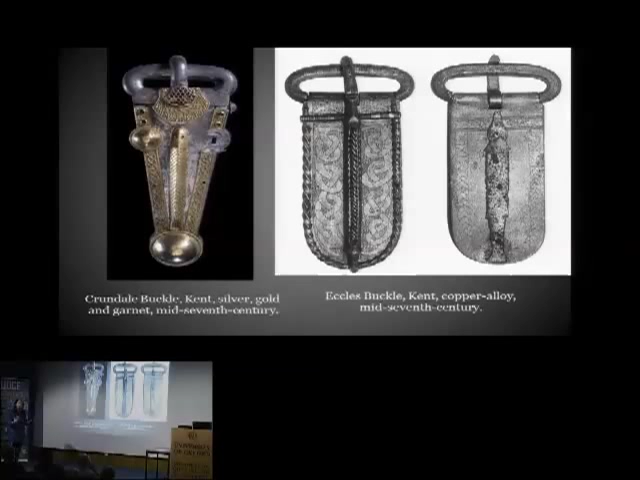 Crundale Buckle, Kent, silver, gold
and garnet, mid-seventh-century.
Eccles Buckle, Kent, copper-alloy,
mid-seventh-century.